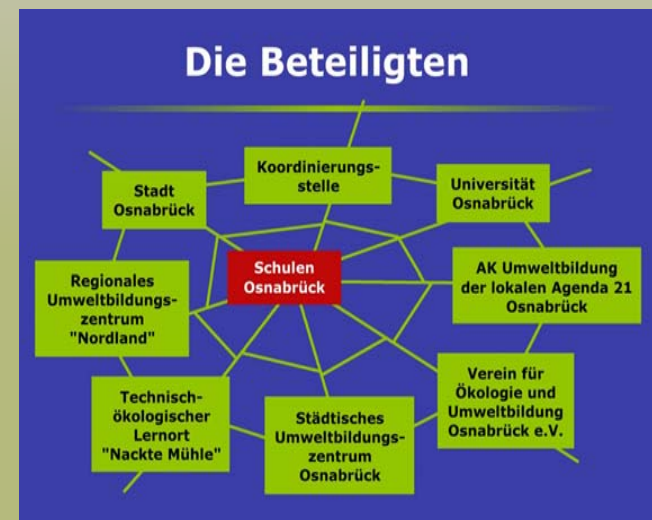 Die Beteiligten
Koordinierungs-
stelle
Stadt
Osnabrück
Universität
Osnabrück
Schulen
Osnabrück
Regionales
Umweltbildungs-
zentrum
"Nordland"
AK Umweltbildung
der lokalen Agenda 21
Osnabrück
Technisch-
ökologischer
Lernort
"Nackte Mühle"
Städtisches
Umweltbildungs-
zentrum
Osnabrück
Verein für
Ökologie und
Umweltbildung
Osnabrück e.V.